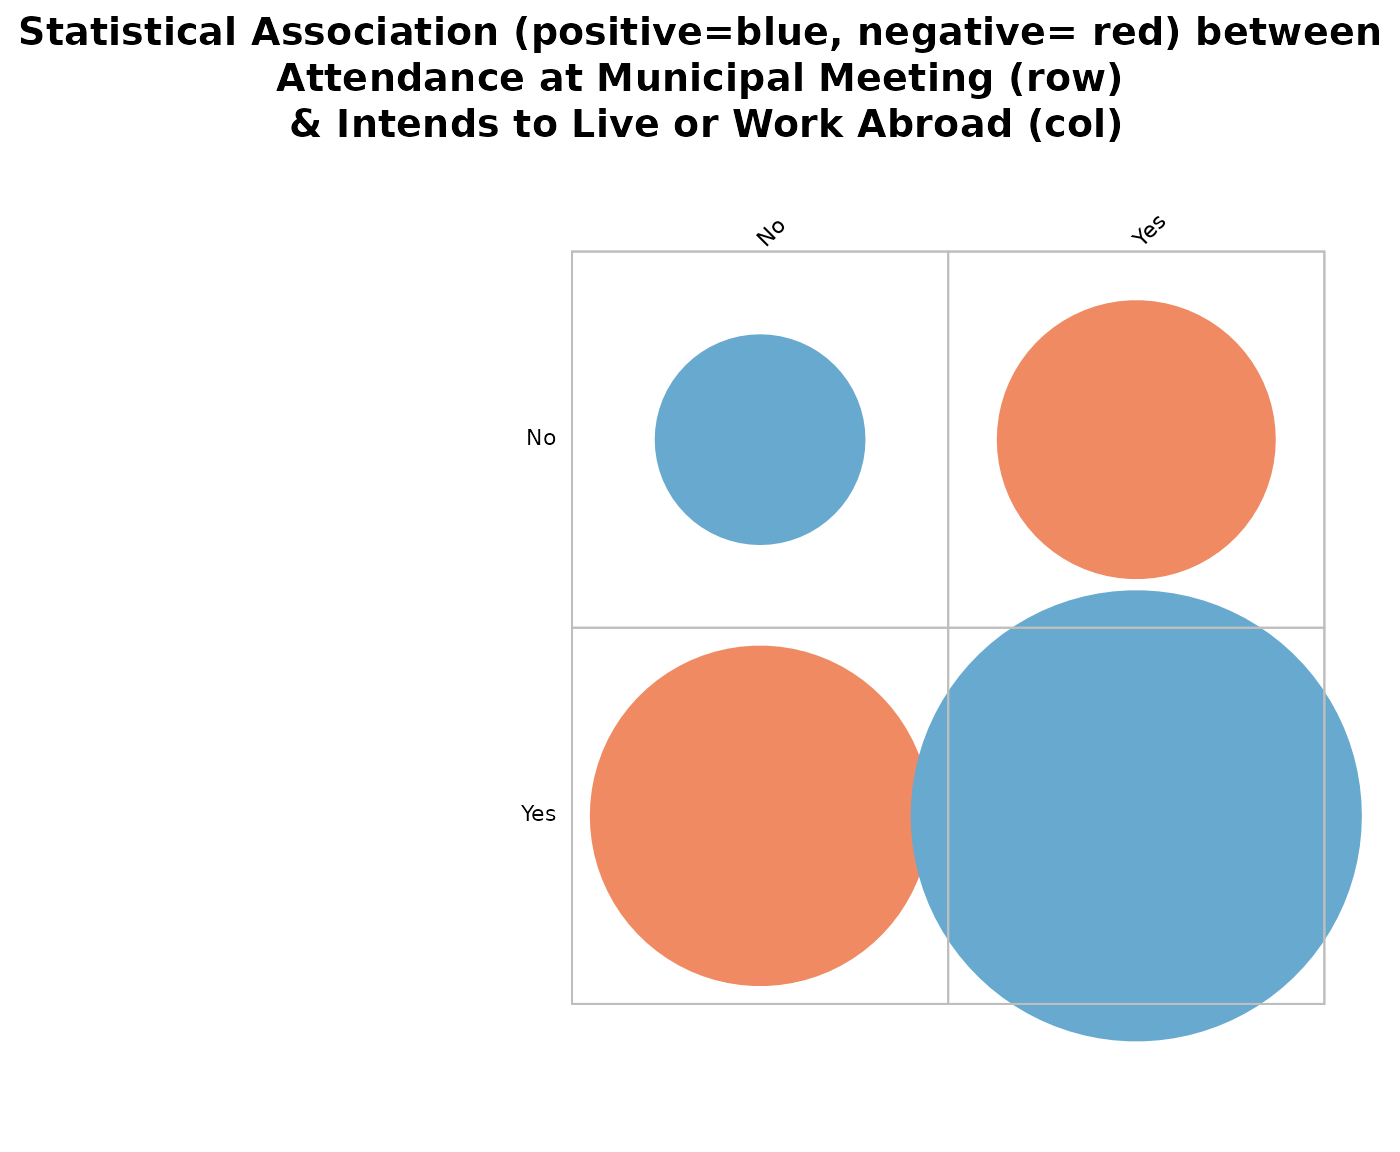 Statistical Association (positive=blue, negative= red) between
Attendance at Municipal Meeting (row)
& Intends to Live or Work Abroad (col)
No
Yes
No
Yes